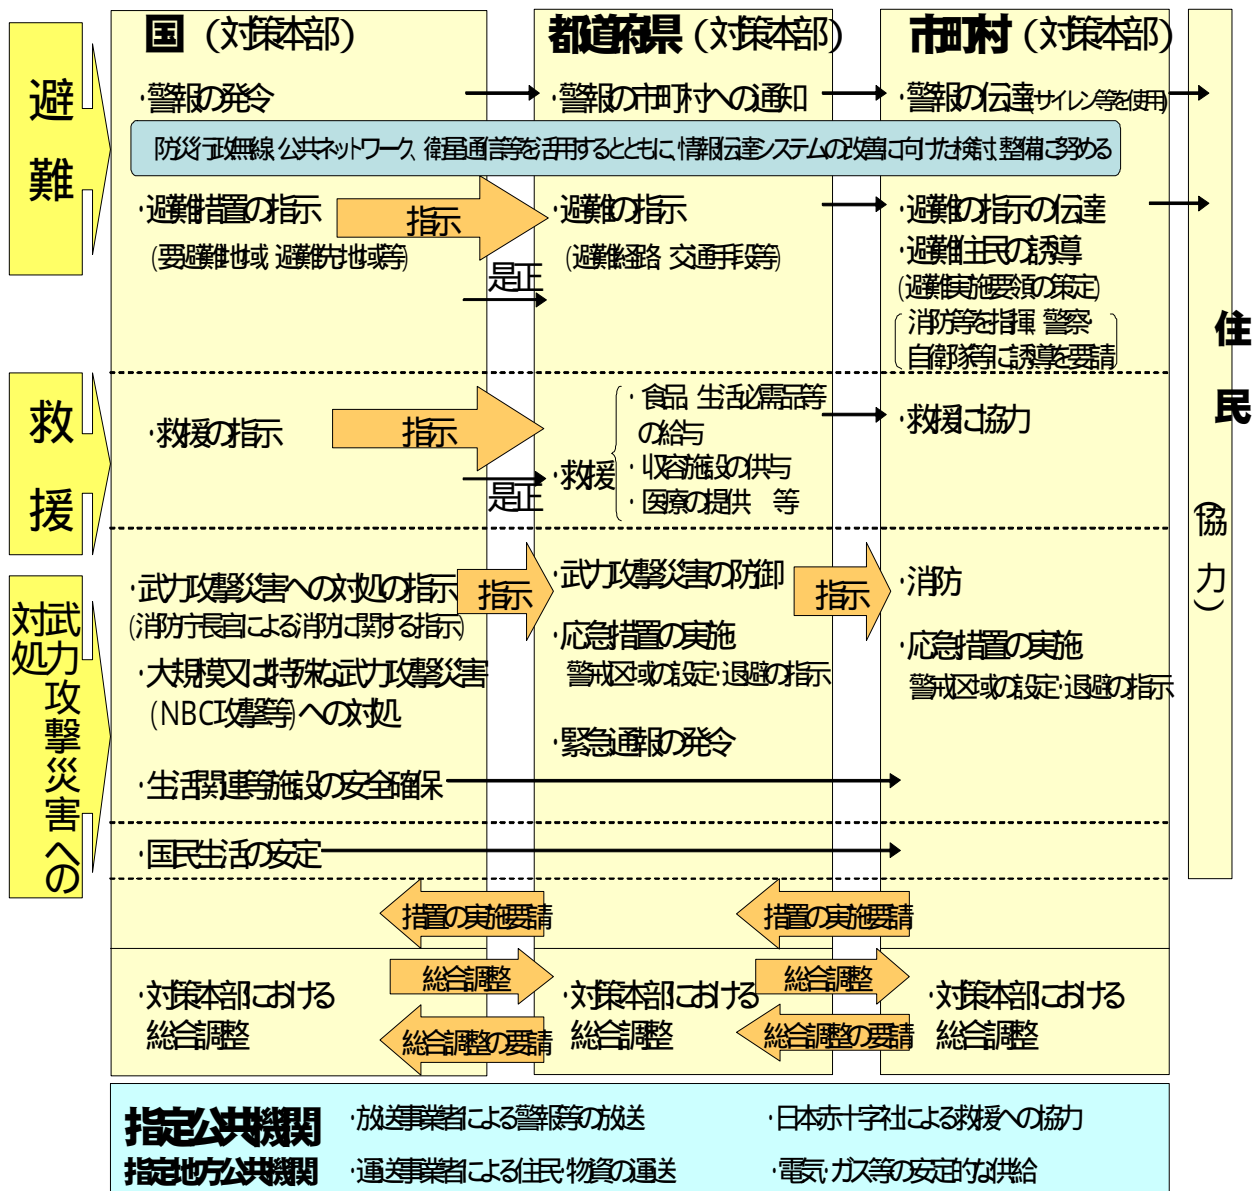 国（対策本部）
都道府県（対策本部）
市町村（対策本部）
避難
・警報の発令
・警報の市町村への通知
・警報の伝達(サイレン等を使用)
防災行政無線、公共ネットワーク、衛星通信等を活用するとともに、情報伝達システムの改善に向けた検討、整備に努める
・避難措置の指示
(要避難地域、避難先地域等)
指示
・避難の指示
(避難経路、交通手段等)
是正
・避難の指示の伝達
・避難住民の誘導
(避難実施要領の策定)
消防等を指揮、警察・
自衛隊等に誘導を要請
住民
（協力）
救援
・救援の指示
指示
是正
・救援
・食品、生活必需品等
の給与
・収容施設の供与
・医療の提供　等
・救援に協力
武力攻撃災害への
対処
・武力攻撃災害への対処の指示
(消防庁長官による消防に関する指示)
・大規模又は特殊な武力攻撃災害
(NBC攻撃等)への対処
・生活関連等施設の安全確保
指示
・武力攻撃災害の防御
・応急措置の実施
警戒区域の設定・退避の指示
・緊急通報の発令
指示
・消防
・応急措置の実施
警戒区域の設定・退避の指示
・国民生活の安定
措置の実施要請
措置の実施要請
・対策本部における
総合調整
総合調整
総合調整の要請
・対策本部における
総合調整
総合調整
総合調整の要請
・対策本部における
総合調整
指定公共機関
指定地方公共機関
・放送事業者による警報等の放送
・日本赤十字社による救援への協力
・運送事業者による住民・物資の運送
・電気・ガス等の安定的な供給